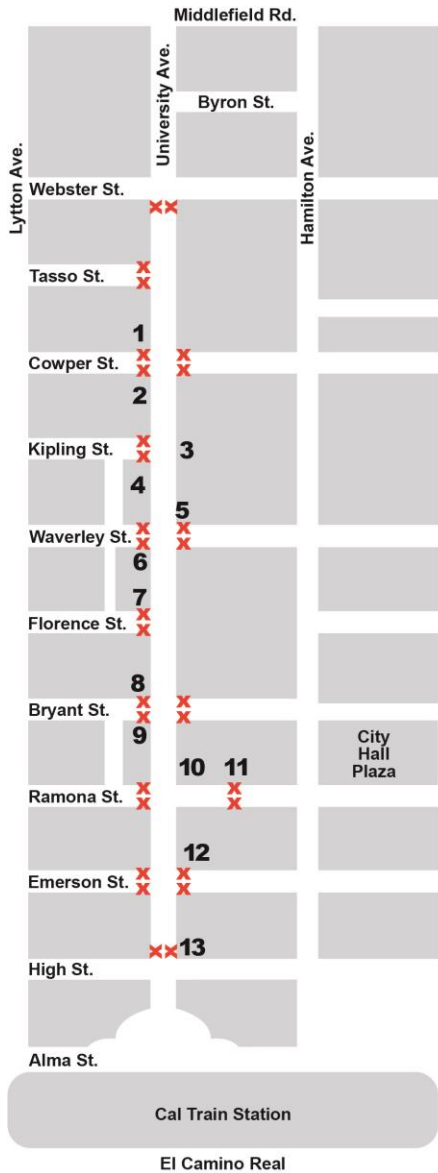 Middlefield Rd.
University Ave.
Byron St.
Lytton Ave.
Hamilton Ave.
Webster St.
X X
X
Tasso St.
X
1
X X
Cowper St.
X X
2
X
Kipling St.
3
X
4
5
X X
Waverley St.
X X
6
7
X
Florence St.
X
8
X X
Bryant St.
X X
9
City
Hall
Plaza
10 11
X X
Ramona St.
X X
12
X X
Emerson St.
X X
X X 13
High St.
Alma St.
Cal Train Station
El Camino Real